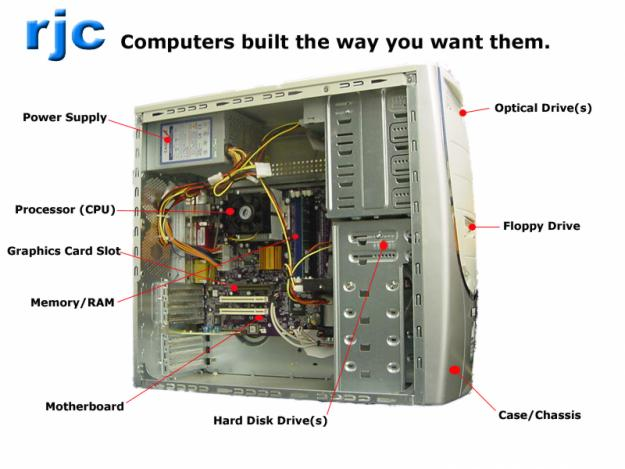 rjc Computers built the way you want them.
Power Supply
Optical Drive(s)
Processor (CPU)
Floppy Drive
Graphics Card Slot
Memory/RAM
Motherboard
Hard Disk Drive(s)
Case/Chassis